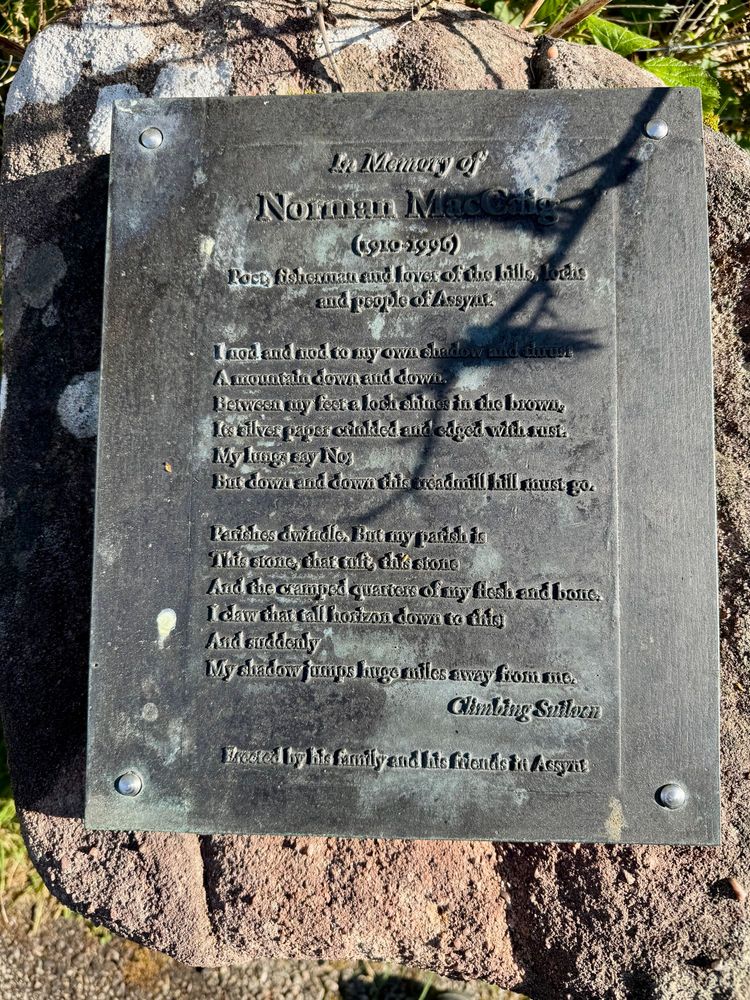 In Memory of
Norman MacCaig
(1910-1996)
Poet, fisherman and lover of the hills, lochs
and people of Assynt.
I nod and nod to my own shadow and thrust
A mountain down and down.
Between my feet a loch shines in the brown,
Its silver paper crinkled and edged with rust.
My lungs say No;
But down and down this treadmill hill must go.
Parishes dwindle. But my parish is
This stone, that tuft, this stone
And the cramped quarters of my flesh and bone.
I claw that tall horizon down to this;
And suddenly
My shadow jumps huge miles away from me.
Climbing Suilven
Erected by his family and his friends in Assynt